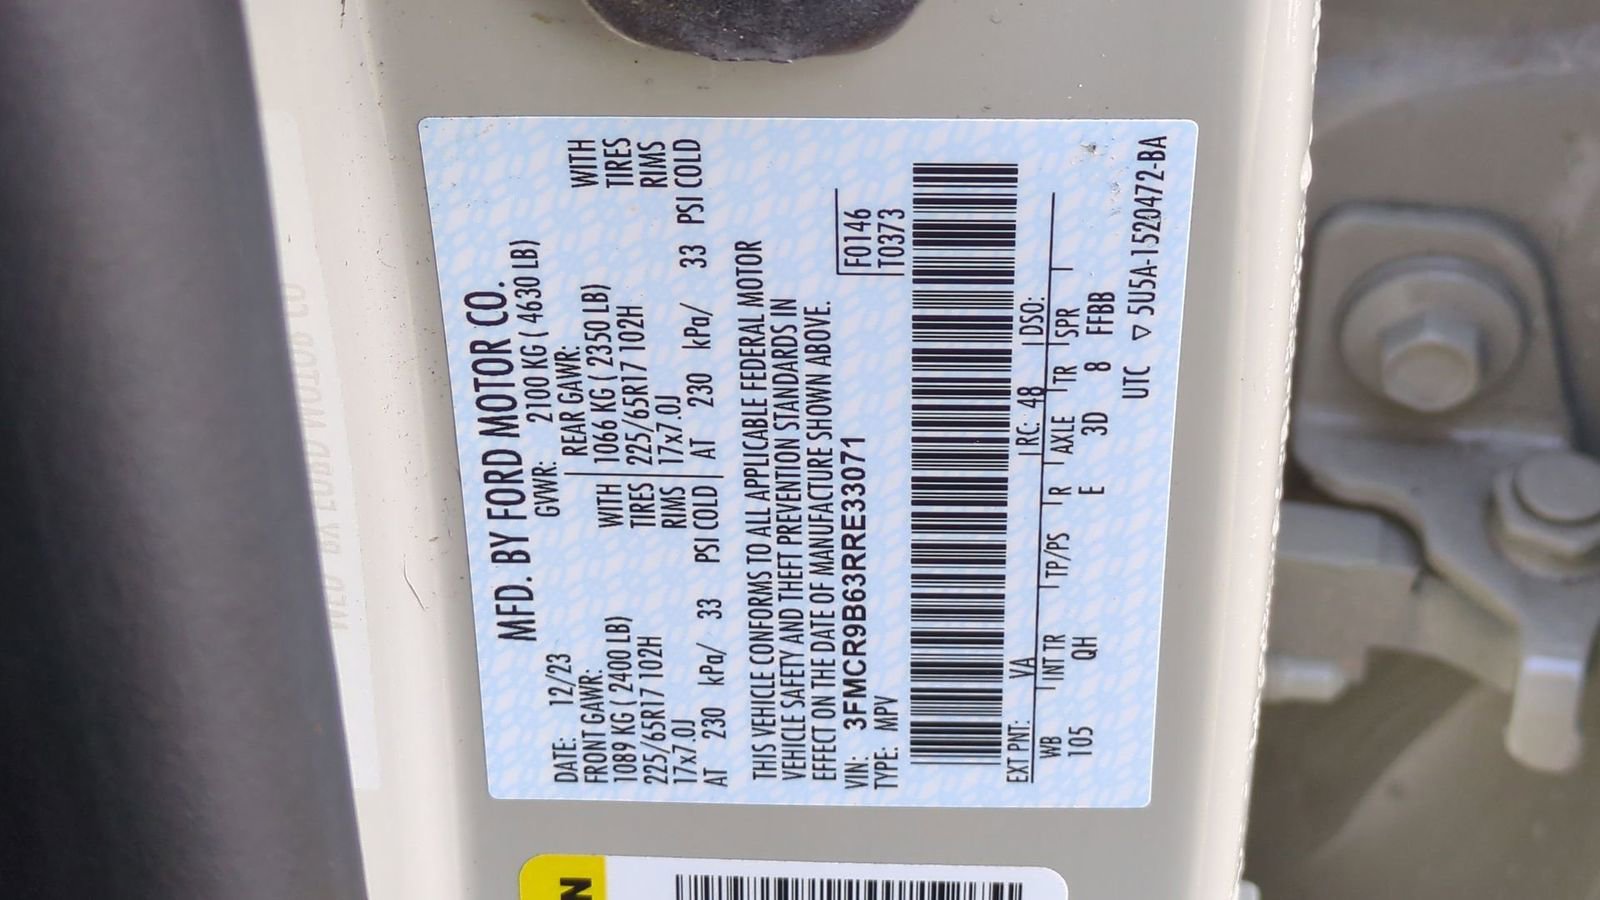 MFD. BY FORD MOTOR CO.
DATE: 12/23 GVWR: 2100 KG ( 4630 LB)
FRONT GAWR: REAR GAWR:
1089 KG ( 2400 LB) WITH 1066 KG ( 2350 LB) WITH
225/65R17 102H TIRES 225/65R17 102H TIRES
17x7.0J RIMS 17x7.0J RIMS
AT 230 kPa/ 33 PSI COLD AT 230 kPa/ 33 PSI COLD
THIS VEHICLE CONFORMS TO ALL APPLICABLE FEDERAL MOTOR
VEHICLE SAFETY AND THEFT PREVENTION STANDARDS IN
EFFECT ON THE DATE OF MANUFACTURE SHOWN ABOVE.
VIN: 3FMCR9B63RRE33071 F0146
TYPE: MPV T0373
EXT PNT: VA RC: 48 DSO:
WB INT TR TP/PS R AXLE TR SPR
105 QH E 3D 8 FFBB
UTC ▽ 5U5A-1520472-BA